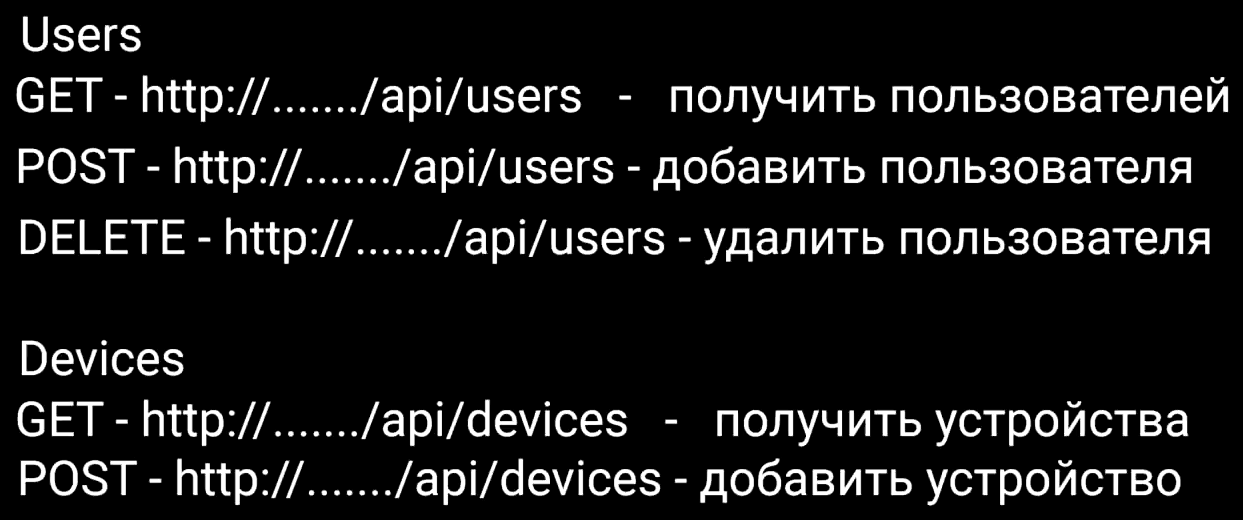 Users
GET - http://......./api/users - получить пользователей
POST - http://......./api/users - добавить пользователя
DELETE - http://......./api/users - удалить пользователя
Devices
GET - http://......./api/devices - получить устройства
POST - http://......./api/devices - добавить устройство